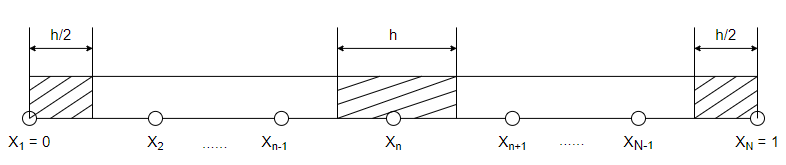 h/2 h h/2
X1 = 0 X2 ...... Xn-1 Xn Xn+1 ...... XN-1 XN = 1